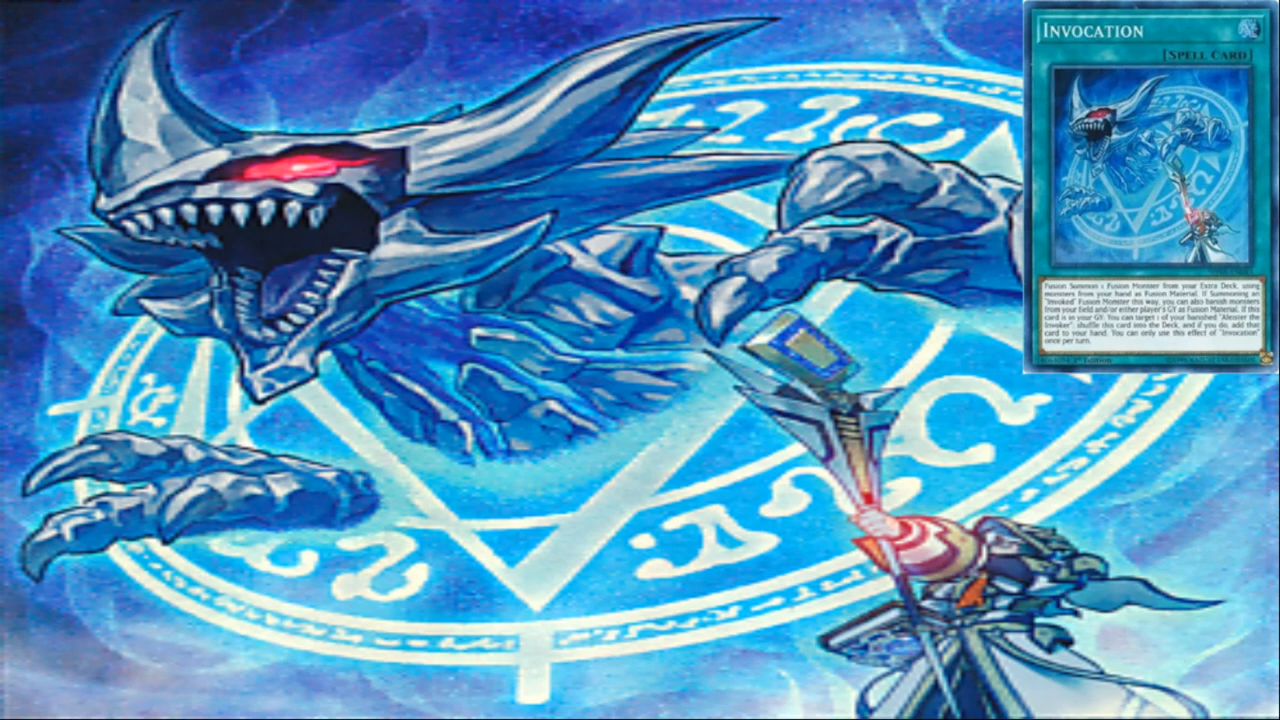 INVOCATION
[SPELL CARD]
Fusion Summon 1 Fusion Monster from your Extra Deck, using
monsters from your hand as Fusion Material. If Summoning an
"Invoked" Fusion Monster this way, you can also banish monsters
from your field and/or either player's GY as Fusion Material. If this
card is in your GY: You can target 1 of your banished "Aleister the
Invoker"; shuffle this card into the Deck, and if you do, add that
card to your hand. You can only use this effect of "Invocation"
once per turn.
1st Edition